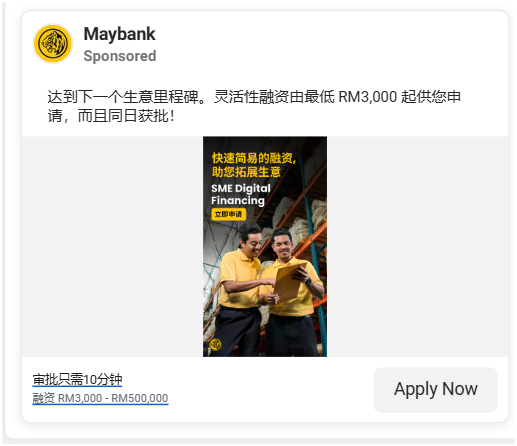 Maybank
Sponsored
达到下一个生意里程碑。灵活性融资由最低 RM3,000 起供您申
请，而且同日获批！
快速简易的融资,
助您拓展生意
SME Digital
Financing
立即申请
审批只需10分钟
融资 RM3,000 - RM500,000
Apply Now